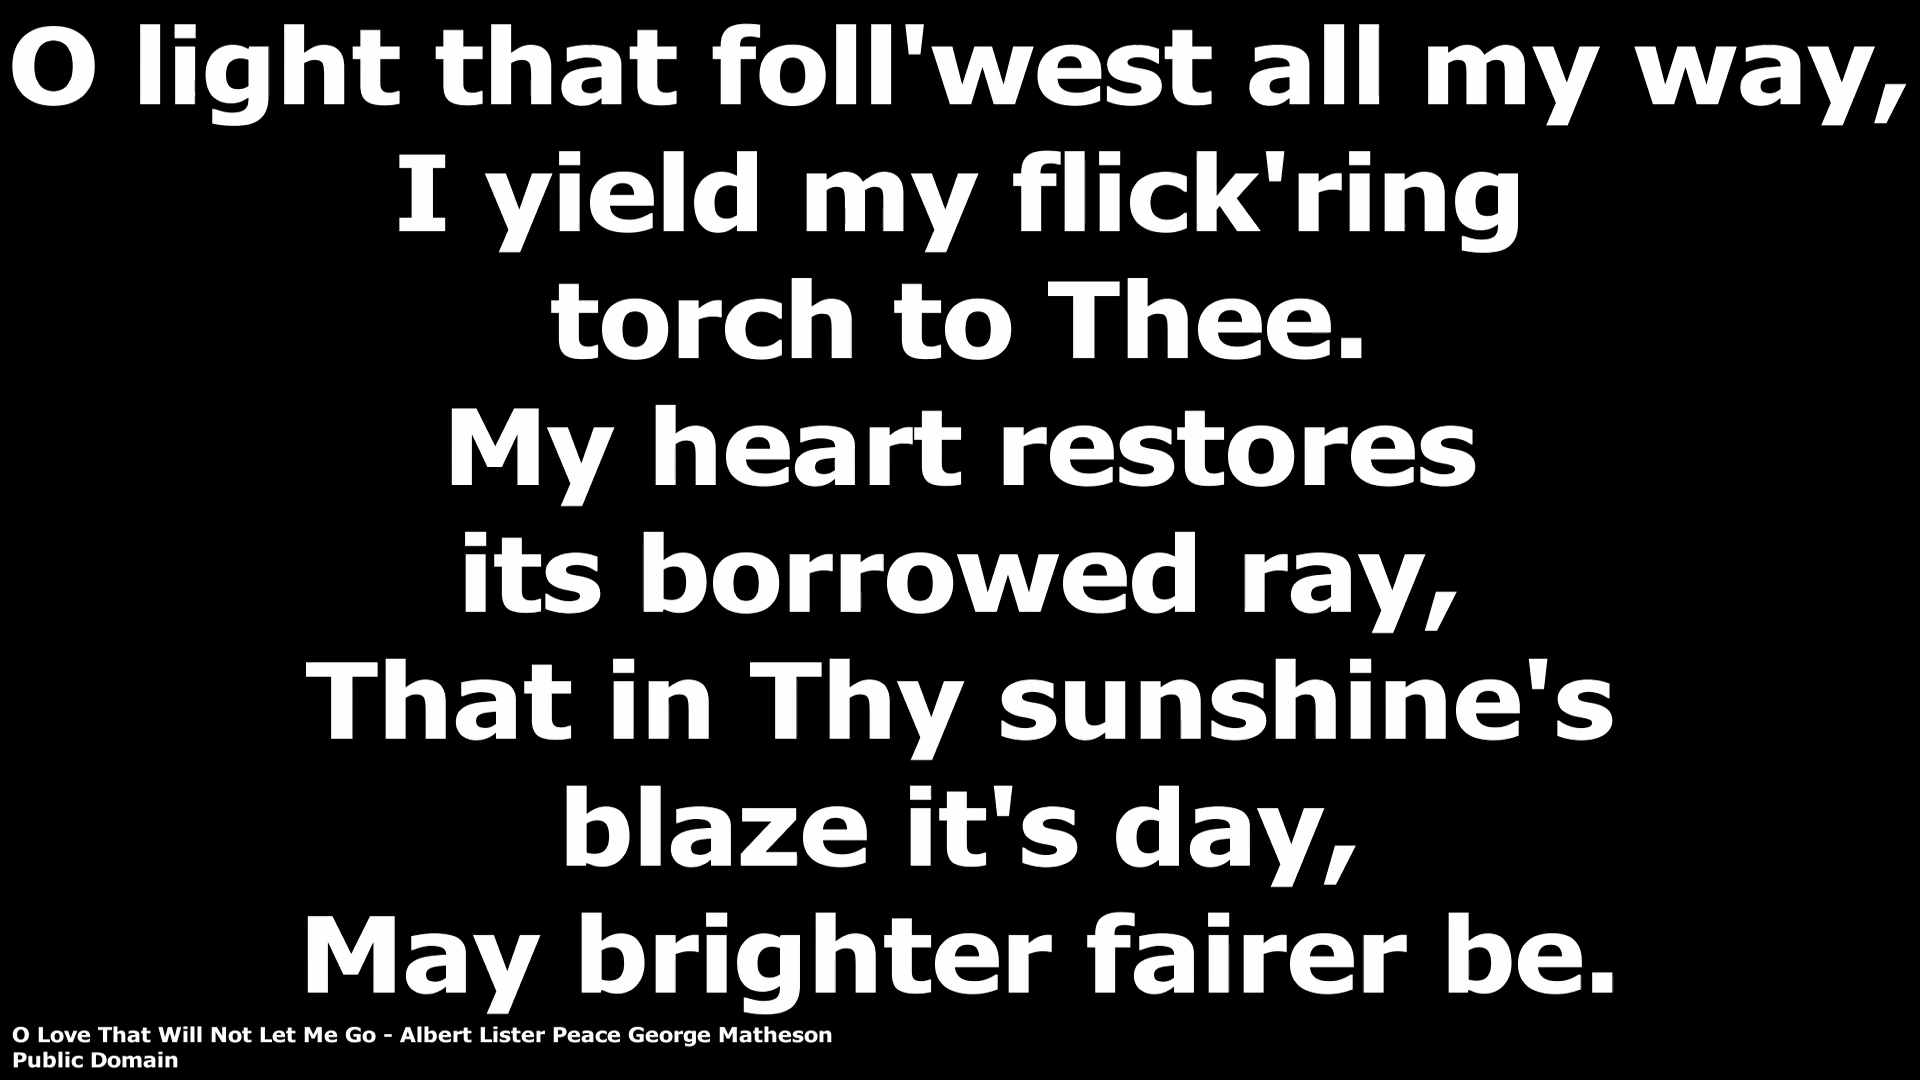 O light that foll'west all my way,
I yield my flick'ring
torch to Thee.
My heart restores
its borrowed ray,
That in Thy sunshine's
blaze it's day,
May brighter fairer be.
O Love That Will Not Let Me Go - Albert Lister Peace George Matheson
Public Domain